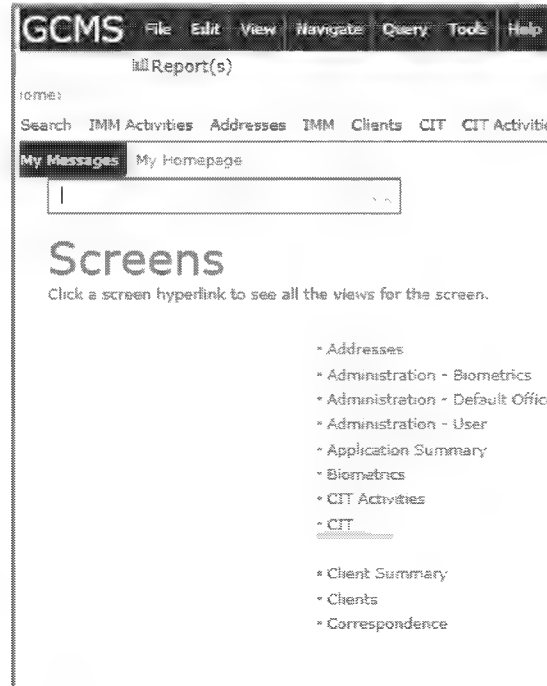 GCMS File Edit View Navigate Query Tools Help
Report(s)
ome:
Search IMM Activities Addresses IMM Clients CIT CIT Activitie
My Messages My Homepage
Screens
Click a screen hyperlink to see all the views for the screen.
- Addresses
- Administration - Biometrics
- Administration - Default Offic
- Administration - User
- Application Summary
- Biometrics
- CIT Activities
- CIT
- Client Summary
- Clients
- Correspondence